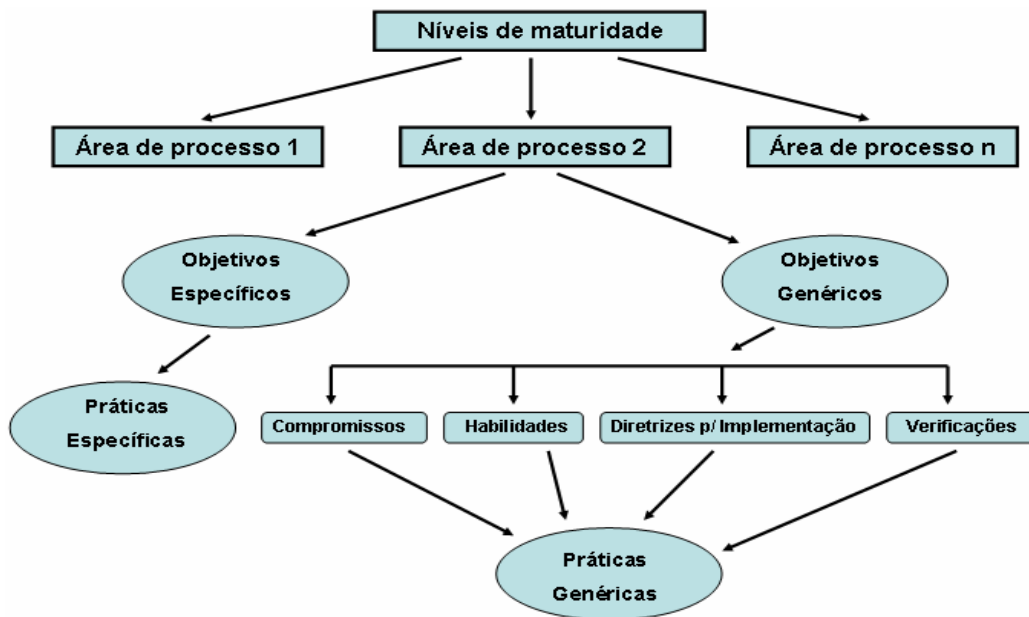 Níveis de maturidade
Área de processo 1
Área de processo 2
Área de processo n
Objetivos
Específicos
Objetivos
Genéricos
Práticas
Específicas
Compromissos
Habilidades
Diretrizes p/ Implementação
Verificações
Práticas
Genéricas